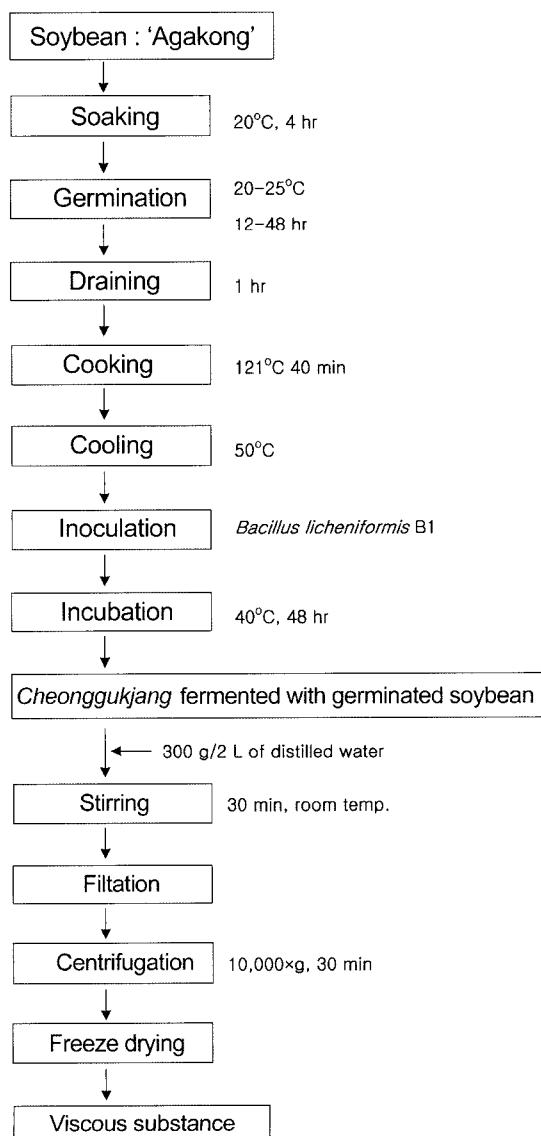 Soybean : 'Agakong'
Soaking
20°C, 4 hr
Germination
20-25°C
12-48 hr
Draining
1 hr
Cooking
121°C 40 min
Cooling
50°C
Inoculation
Bacillus licheniformis B1
Incubation
40°C, 48 hr
Cheonggukjang fermented with germinated soybean
300 g/2 L of distilled water
Stirring
30 min, room temp.
Filtation
Centrifugation
10,000×g, 30 min
Freeze drying
Viscous substance